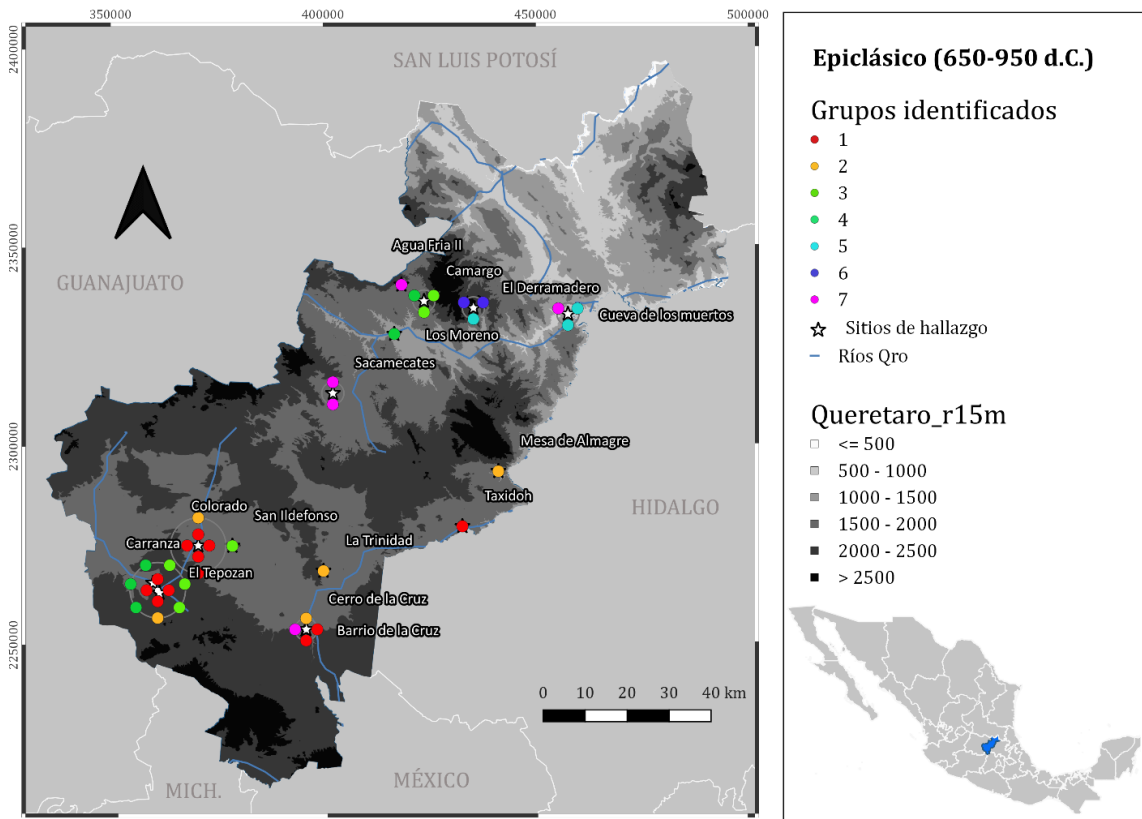 350000
400000
450000
500000
2400000
2350000
2300000
2250000
SAN LUIS POTOSÍ
GUANAJUATO
HIDALGO
MÉXICO
MICH.
Agua Fria II
Camargo
El Derramadero
Cueva de los muertos
Los Moreno
Sacamecates
Mesa de Almagre
Taxidoh
Colorado
San Ildefonso
La Trinidad
Carranza
El Tepozan
Cerro de la Cruz
Barrio de la Cruz
0 10 20 30 40 km
Epiclásico (650-950 d.C.)
Grupos identificados
1
2
3
4
5
6
7
Sitios de hallazgo
Ríos Qro
Queretaro_r15m
<= 500
500 - 1000
1000 - 1500
1500 - 2000
2000 - 2500
> 2500